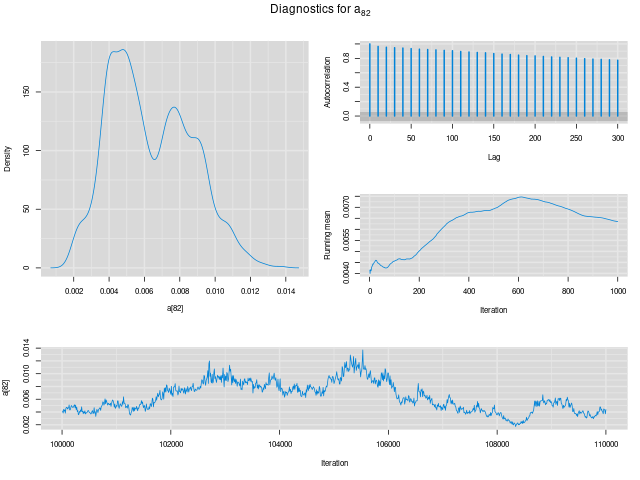 Diagnostics for a82
Density
0 50 100 150
0.002 0.004 0.006 0.008 0.010 0.012 0.014
a[82]
Autocorrelation
0.0 0.4 0.8
0 50 100 150 200 250 300
Lag
Running mean
0.0040 0.0055 0.0070
0 200 400 600 800 1000
Iteration
a[82]
0.002 0.006 0.010 0.014
100000 102000 104000 106000 108000 110000
Iteration